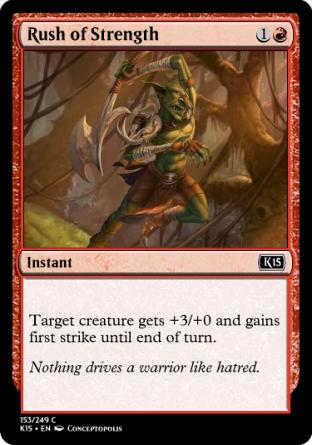 Rush of Strength 1
Instant K15
Target creature gets +3/+0 and gains
first strike until end of turn.
Nothing drives a warrior like hatred.
153/249 C
K15 • EN Conceptopolis